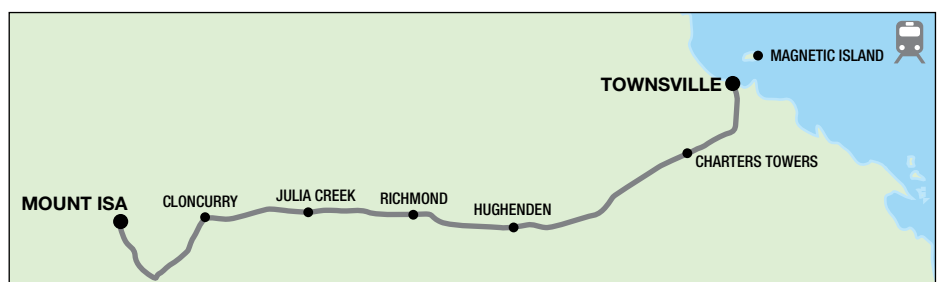 MAGNETIC ISLAND
TOWNSVILLE
CHARTERS TOWERS
MOUNT ISA
CLONCURRY
JULIA CREEK
RICHMOND
HUGHENDEN